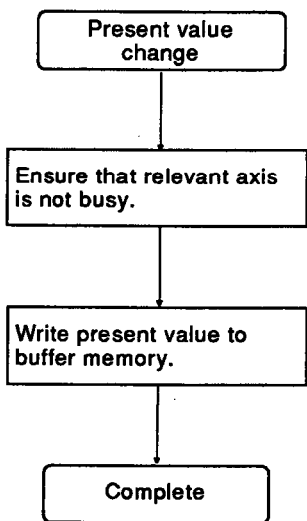 Present value
change
Ensure that relevant axis
is not busy.
Write present value to
buffer memory.
Complete